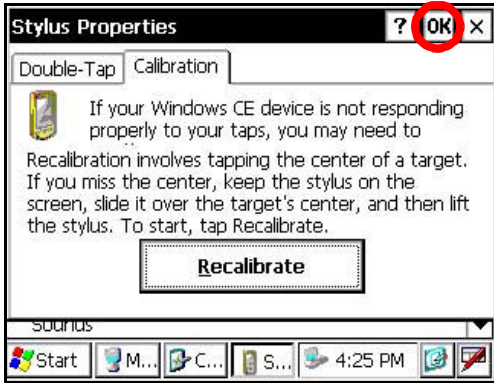 Stylus Properties ? OK ×
Double-Tap Calibration
If your Windows CE device is not responding
properly to your taps, you may need to
Recalibration involves tapping the center of a target.
If you miss the center, keep the stylus on the
screen, slide it over the target's center, and then lift
the stylus. To start, tap Recalibrate.
Recalibrate
Start M... C... S... 4:25 PM